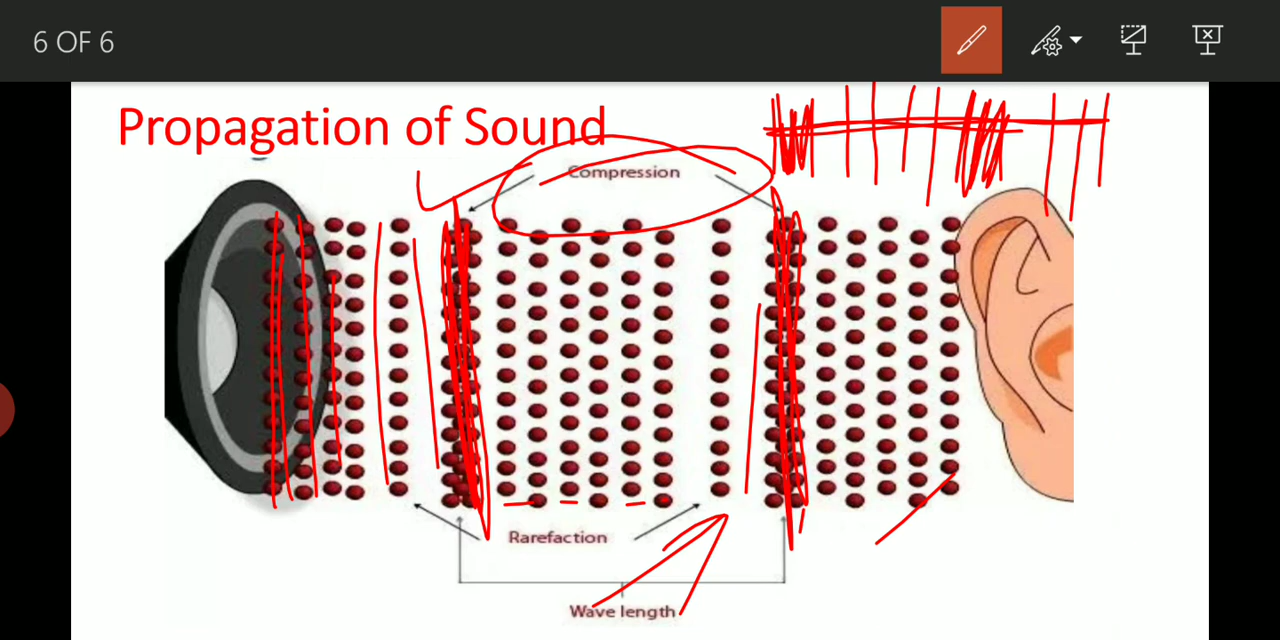 6 OF 6
Propagation of Sound
Compression
Rarefaction
Wave length